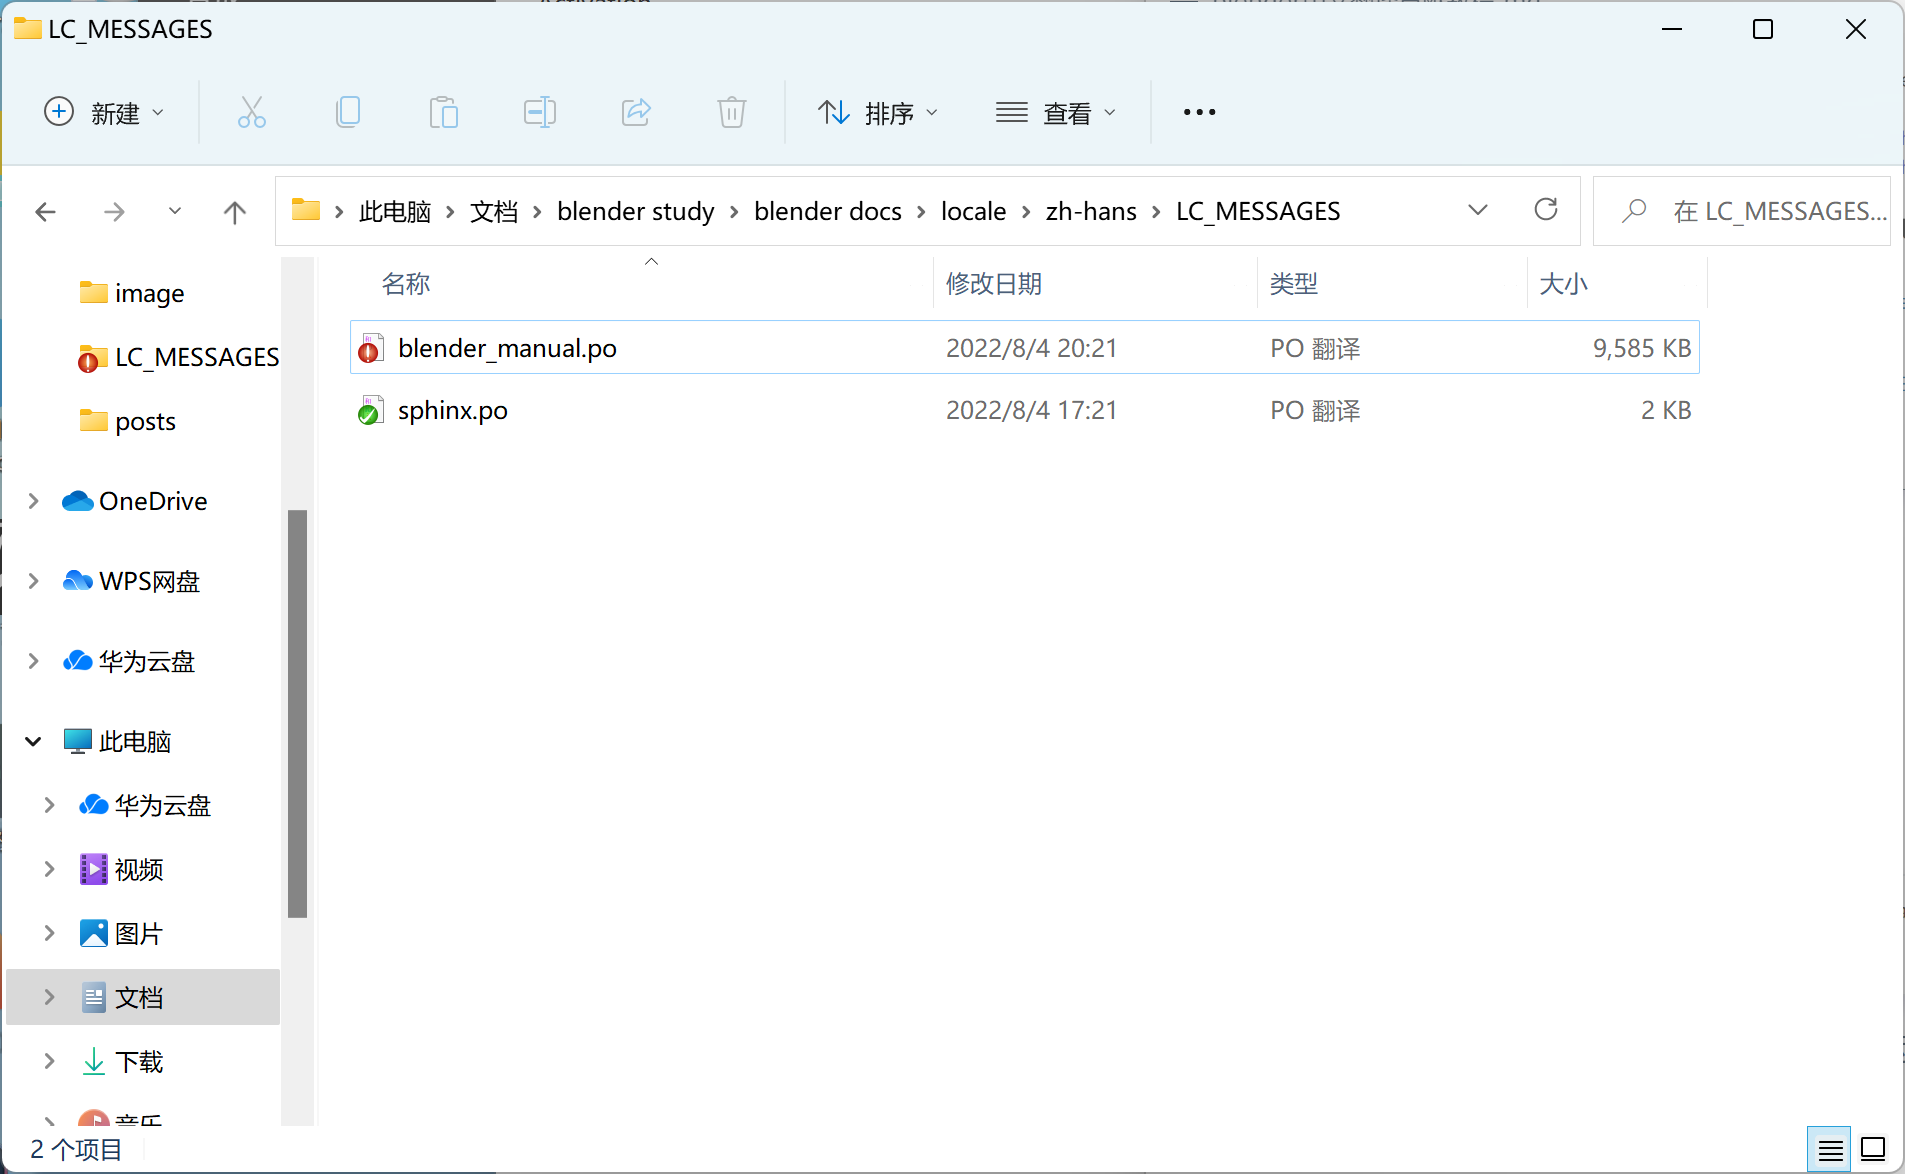 LC_MESSAGES
新建
排序
查看
此电脑 文档 blender study blender docs locale zh-hans LC_MESSAGES
在 LC_MESSAGES...
image
LC_MESSAGES
posts
OneDrive
WPS网盘
华为云盘
此电脑
华为云盘
视频
图片
文档
下载
音乐
名称 修改日期 类型 大小
blender_manual.po 2022/8/4 20:21 PO 翻译 9,585 KB
sphinx.po 2022/8/4 17:21 PO 翻译 2 KB
2 个项目